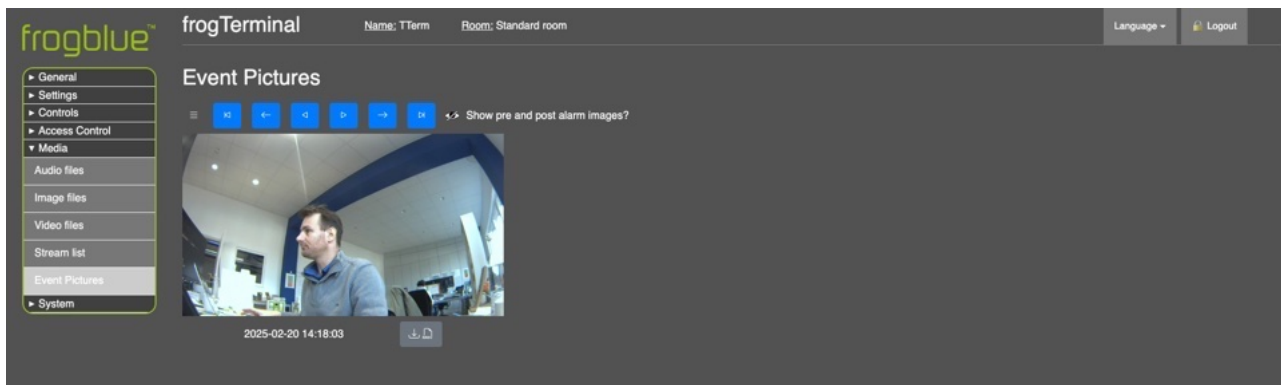 frogblue™
frogTerminal
Name: TTerm
Room: Standard room
Language
Logout
General
Settings
Controls
Access Control
Media
Audio files
Image files
Video files
Stream list
Event Pictures
System
Event Pictures
Show pre and post alarm images?
2025-02-20 14:18:03